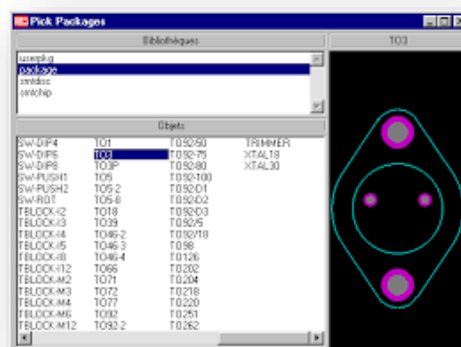 Pick Packages
Bibliothèques
TO3
userpkg
package
smtdisc
smtchip
Objets
SW-DIP4 TO1 TO92-50 TRIMMER
SW-DIP6 TO3 TO92-75 XTAL18
SW-DIP8 TO3P TO92-80 XTAL30
SW-PUSH1 TO5 TO92-100
SW-PUSH2 TO5-2 TO92-D1
SW-ROT TO5-8 TO92-D2
TBLOCK-I2 TO18 TO92-D3
TBLOCK-I3 TO39 TO92/5
TBLOCK-I4 TO46-2 TO92/18
TBLOCK-I5 TO46-3 TO98
TBLOCK-I8 TO46-4 TO126
TBLOCK-I12 TO66 TO202
TBLOCK-M2 TO71 TO204
TBLOCK-M3 TO72 TO218
TBLOCK-M4 TO77 TO220
TBLOCK-M6 TO92 TO251
TBLOCK-M12 TO92-2 TO262